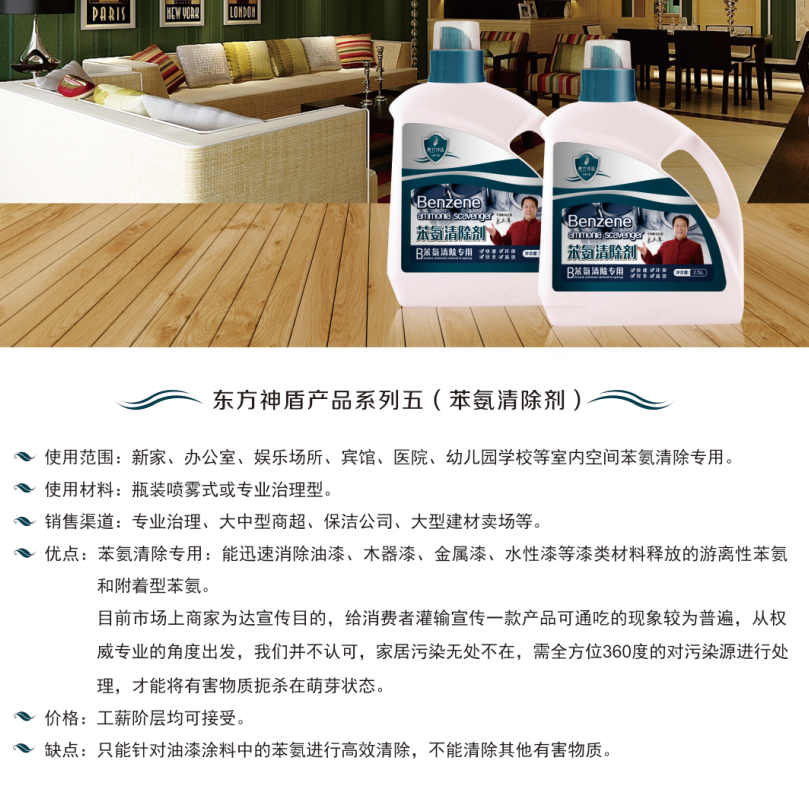 PARIS
NEW YORK
LONDON
东方神盾
东方神盾
Benzene
ammonia scavenger
苯氨清除剂
B苯氨清除专用
Benzene
ammonia scavenger
苯氨清除剂
B苯氨清除专用
净含量 2.5L
东方神盾产品系列五（苯氨清除剂）
使用范围：新家、办公室、娱乐场所、宾馆、医院、幼儿园学校等室内空间苯氨清除专用。
使用材料：瓶装喷雾式或专业治理型。
销售渠道：专业治理、大中型商超、保洁公司、大型建材卖场等。
优点：苯氨清除专用：能迅速消除油漆、木器漆、金属漆、水性漆等漆类材料释放的游离性苯氨
和附着型苯氨。
目前市场上商家为达宣传目的，给消费者灌输宣传一款产品可通吃的现象较为普遍，从权
威专业的角度出发，我们并不认可，家居污染无处不在，需全方位360度的对污染源进行处
理，才能将有害物质扼杀在萌芽状态。
价格：工薪阶层均可接受。
缺点：只能针对油漆涂料中的苯氨进行高效清除，不能清除其他有害物质。